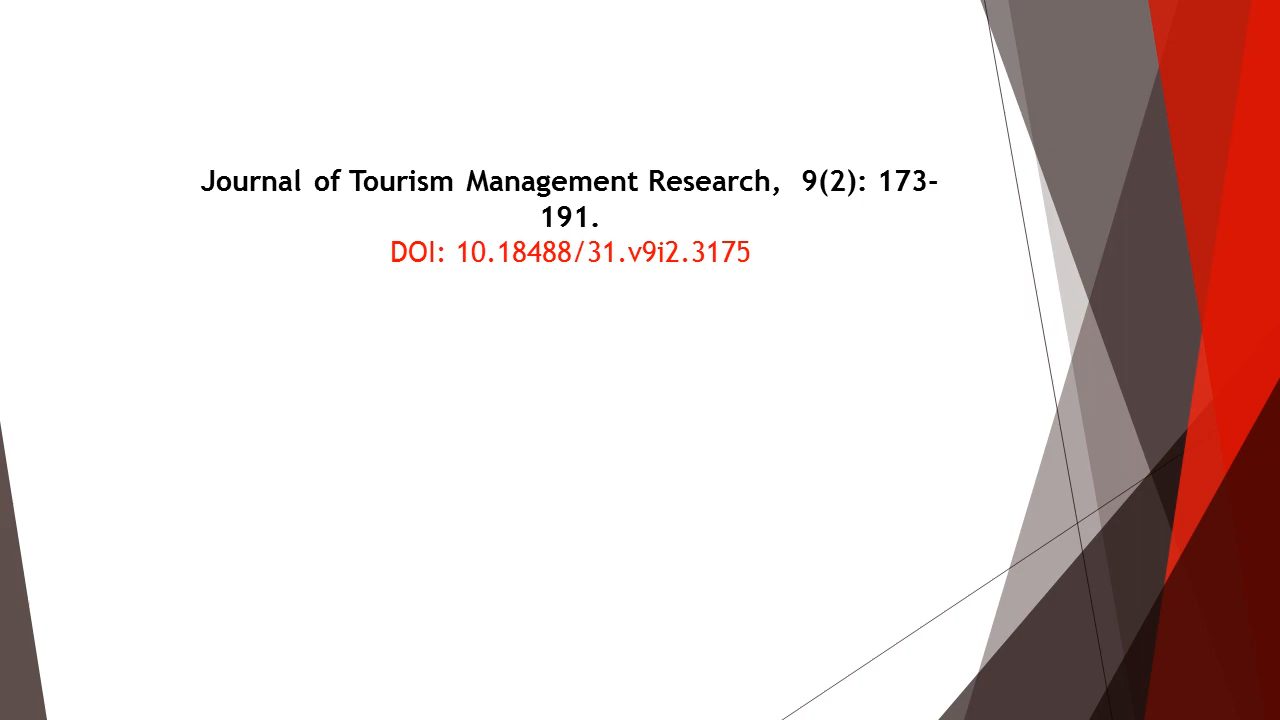 Journal of Tourism Management Research, 9(2): 173-
191.
DOI: 10.18488/31.v9i2.3175